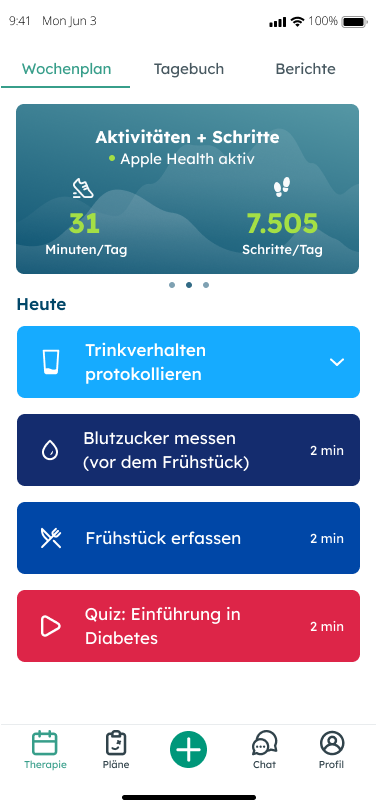 9:41 Mon Jun 3 100%
Wochenplan Tagebuch Berichte
Aktivitäten + Schritte
Apple Health aktiv
31 7.505
Minuten/Tag Schritte/Tag
Heute
Trinkverhalten
protokollieren
Blutzucker messen
(vor dem Frühstück) 2 min
Frühstück erfassen 2 min
Quiz: Einführung in
Diabetes 2 min
Therapie Pläne Chat Profil